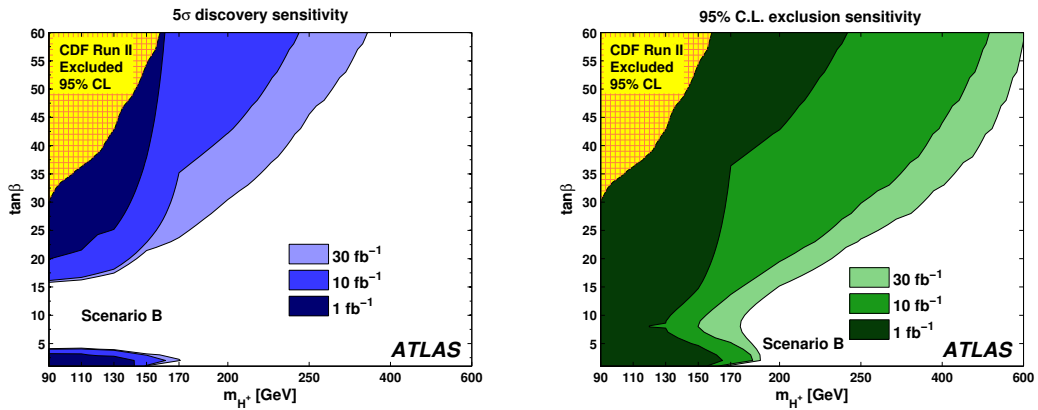 5σ discovery sensitivity
60
55
50
45
40
35
30
25
20
15
10
5
tanβ
CDF Run II
Excluded
95% CL
30 fb⁻¹
10 fb⁻¹
1 fb⁻¹
Scenario B
ATLAS
90 110 130 150 170 200 250 400 600
m_H⁺ [GeV]
95% C.L. exclusion sensitivity
60
55
50
45
40
35
30
25
20
15
10
5
tanβ
CDF Run II
Excluded
95% CL
30 fb⁻¹
10 fb⁻¹
1 fb⁻¹
Scenario B
ATLAS
90 110 130 150 170 200 250 400 600
m_H⁺ [GeV]